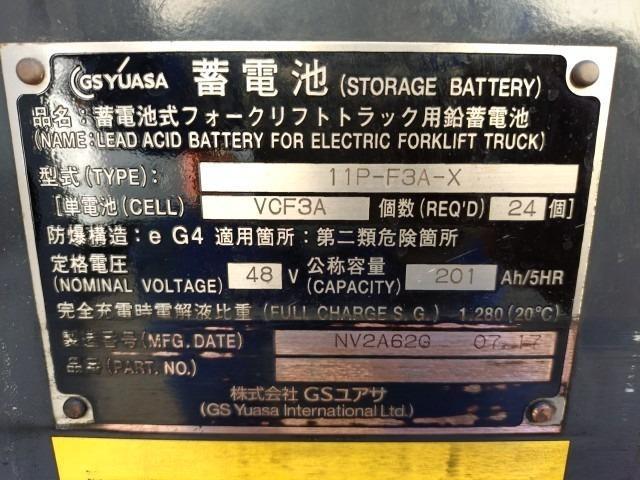 GS YUASA 蓄電池 (STORAGE BATTERY)
品名:蓄電池式フォークリフトトラック用鉛蓄電池
(NAME:LEAD ACID BATTERY FOR ELECTRIC FORKLIFT TRUCK)
型式(TYPE): 11P-F3A-X
[単電池(CELL) VCF3A 個数(REQ'D) 24 個]
防爆構造:e G4 適用箇所:第二類危険箇所
定格電圧 公称容量
(NOMINAL VOLTAGE) 48 V (CAPACITY) 201 Ah/5HR
完全充電時電解液比重 (FULL CHARGE S.G.) 1.280(20℃)
製造番号(MFG.DATE) NV2A62G 07.17
品番(PART.NO.)
株式会社 GSユアサ
(GS Yuasa International Ltd.)